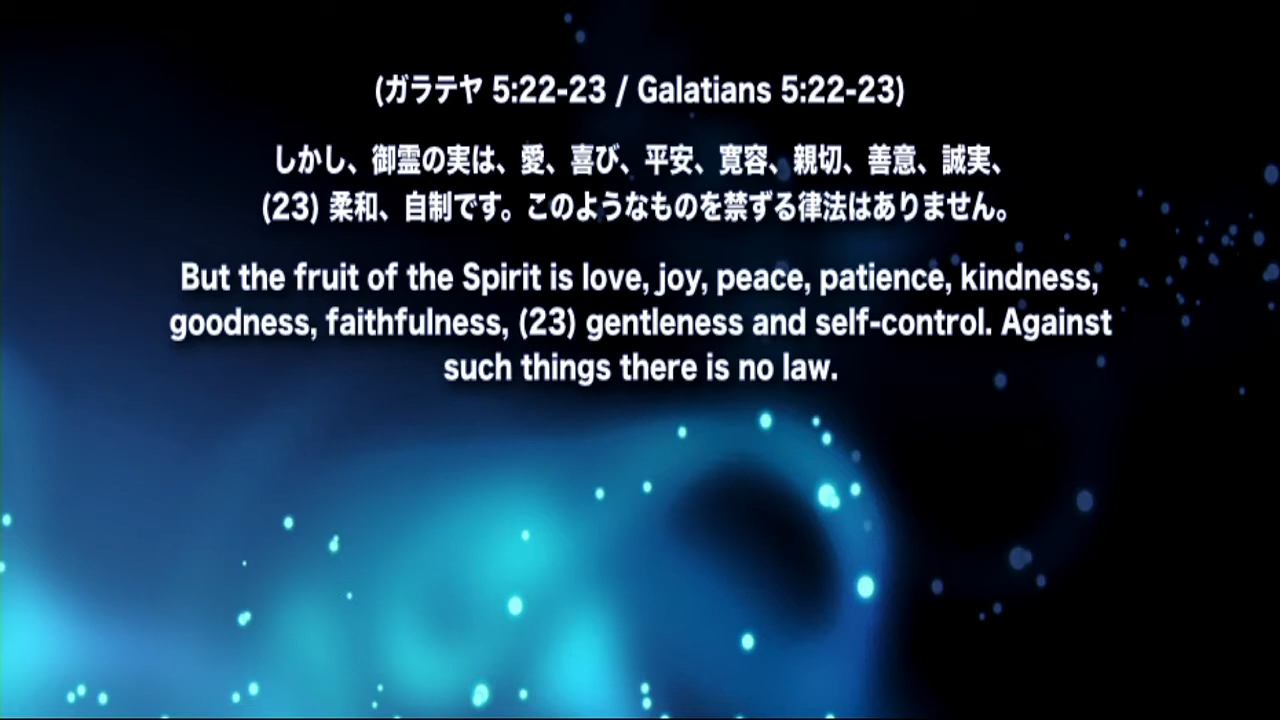 (ガラテヤ 5:22-23 / Galatians 5:22-23)
しかし、御霊の実は、愛、喜び、平安、寛容、親切、善意、誠実、
(23) 柔和、自制です。このようなものを禁ずる律法はありません。
But the fruit of the Spirit is love, joy, peace, patience, kindness,
goodness, faithfulness, (23) gentleness and self-control. Against
such things there is no law.